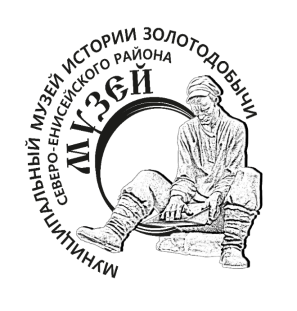 МУНИЦИПАЛЬНЫЙ МУЗЕЙ ИСТОРИИ ЗОЛОТОДОБЫЧИ
СЕВЕРО-ЕНИСЕЙСКОГО РАЙОНА
МУЗЕЙ